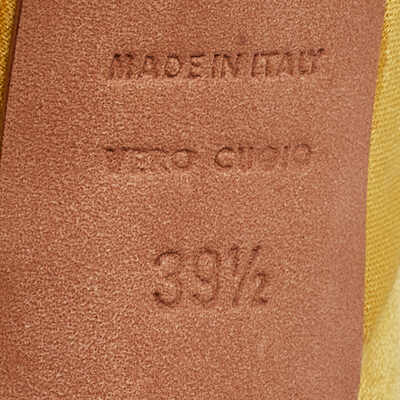 MADE IN ITALY
VERO CUOIO
39½